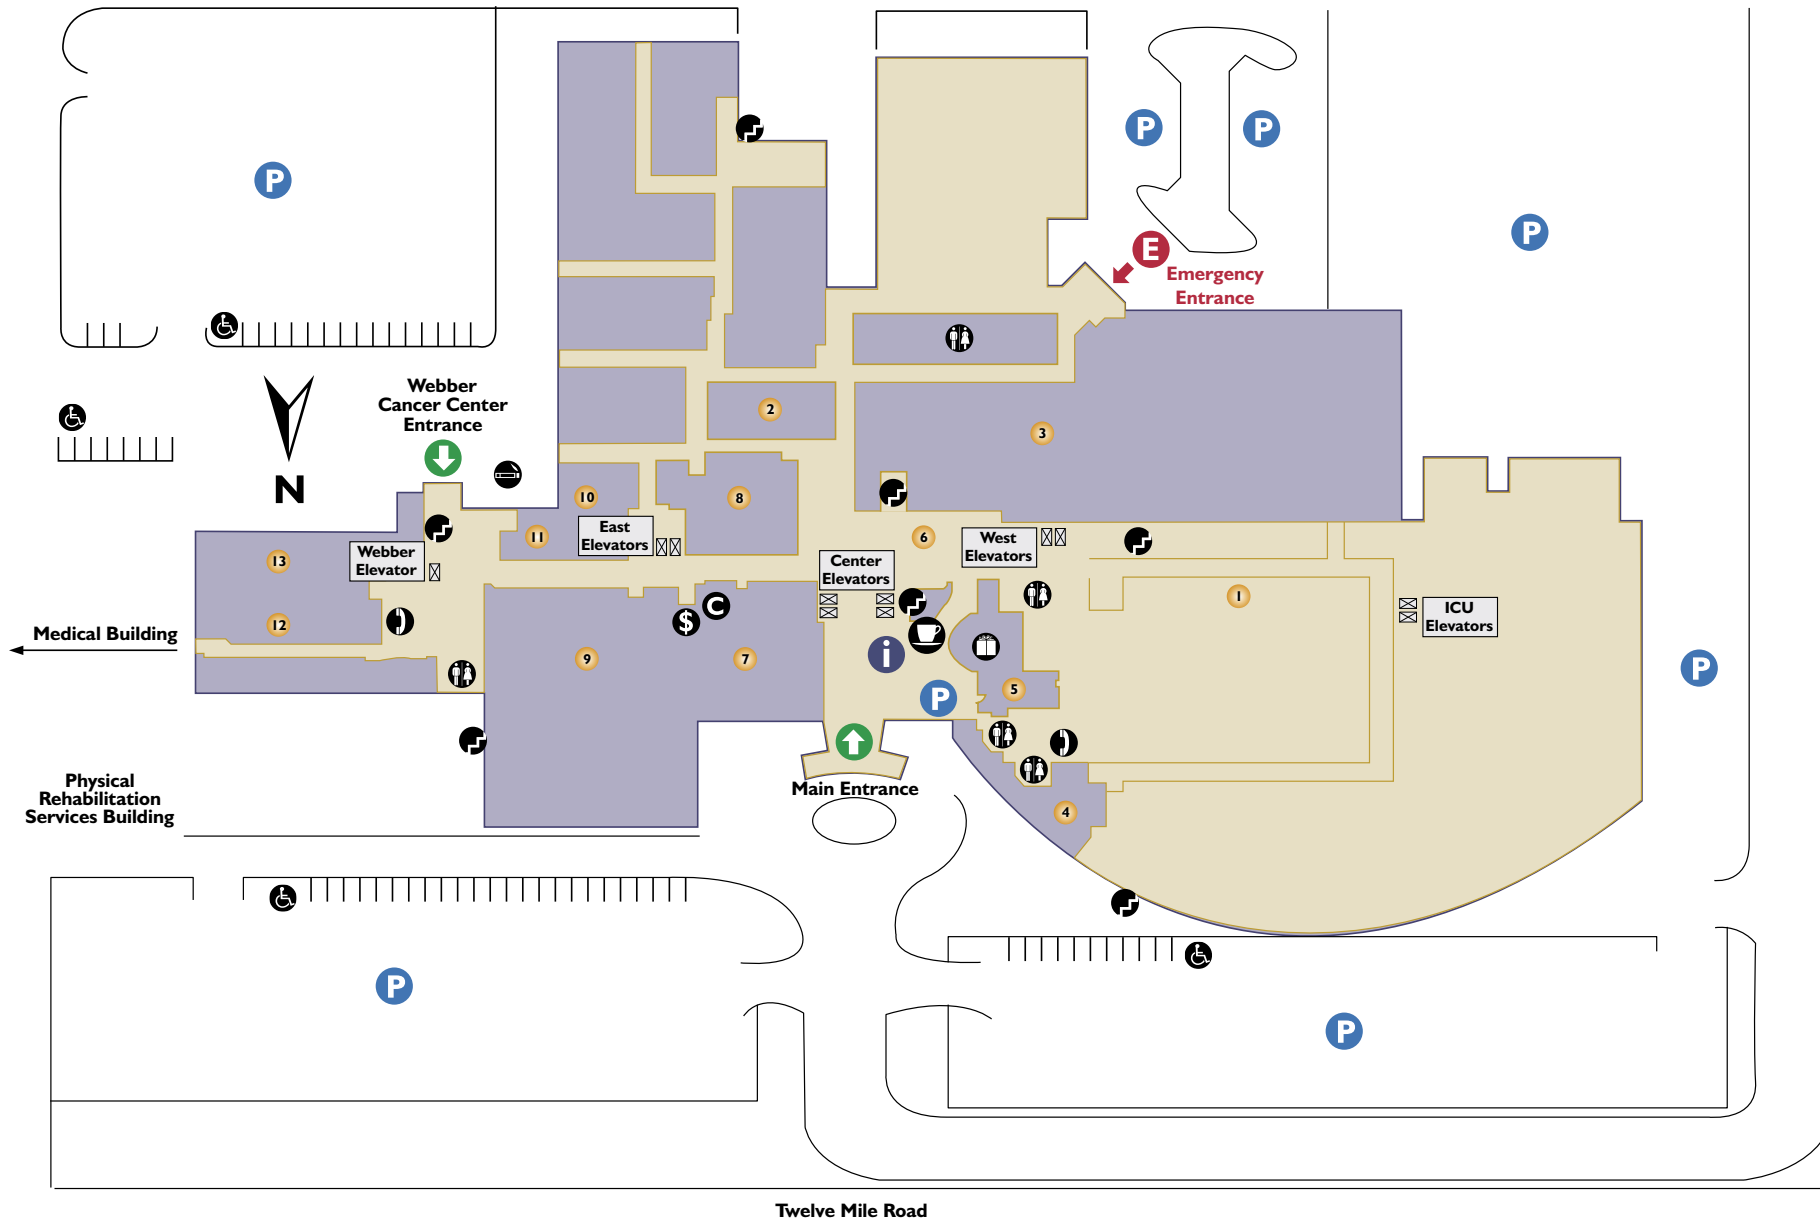 P
P
P
P
E
Emergency
Entrance
Webber
Cancer Center
Entrance
N
2
3
10
8
11
East
Elevators
6
West
Elevators
13
Webber
Elevator
Center
Elevators
C
$
1
ICU
Elevators
12
Medical Building
9
7
i
P
5
P
Main Entrance
4
Physical
Rehabilitation
Services Building
P
P
Twelve Mile Road